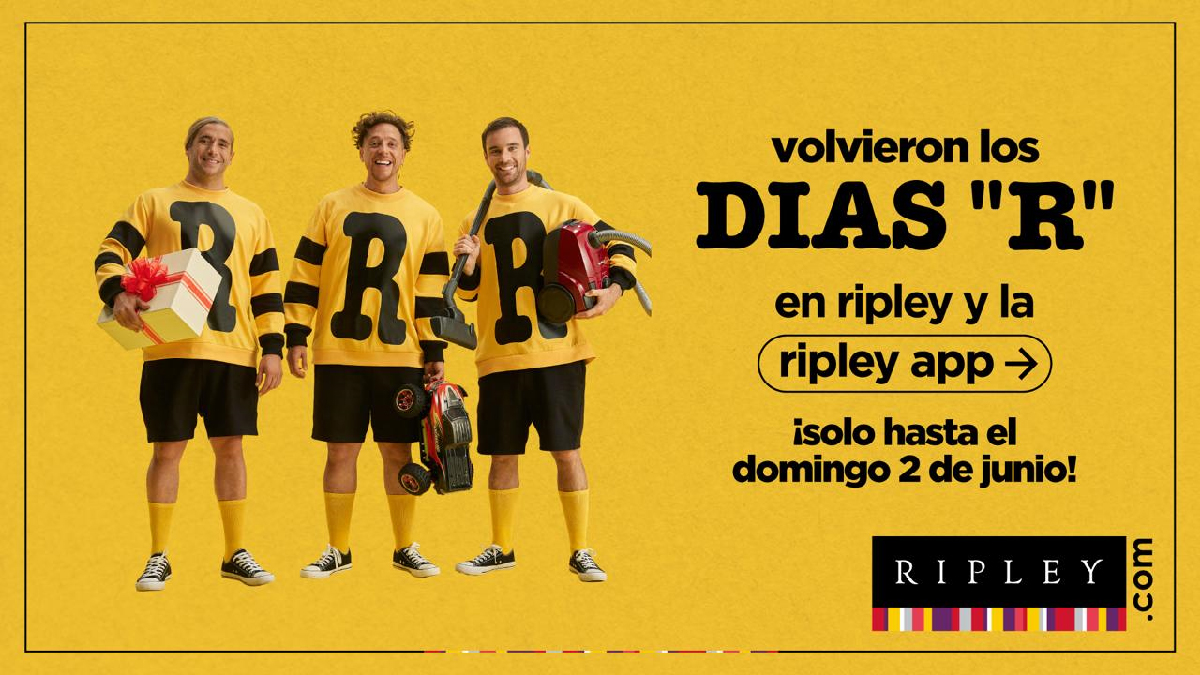 R
R
R
volvieron los
DIAS "R"
en ripley y la
ripley app →
¡solo hasta el
domingo 2 de junio!
RIPLEY
.com